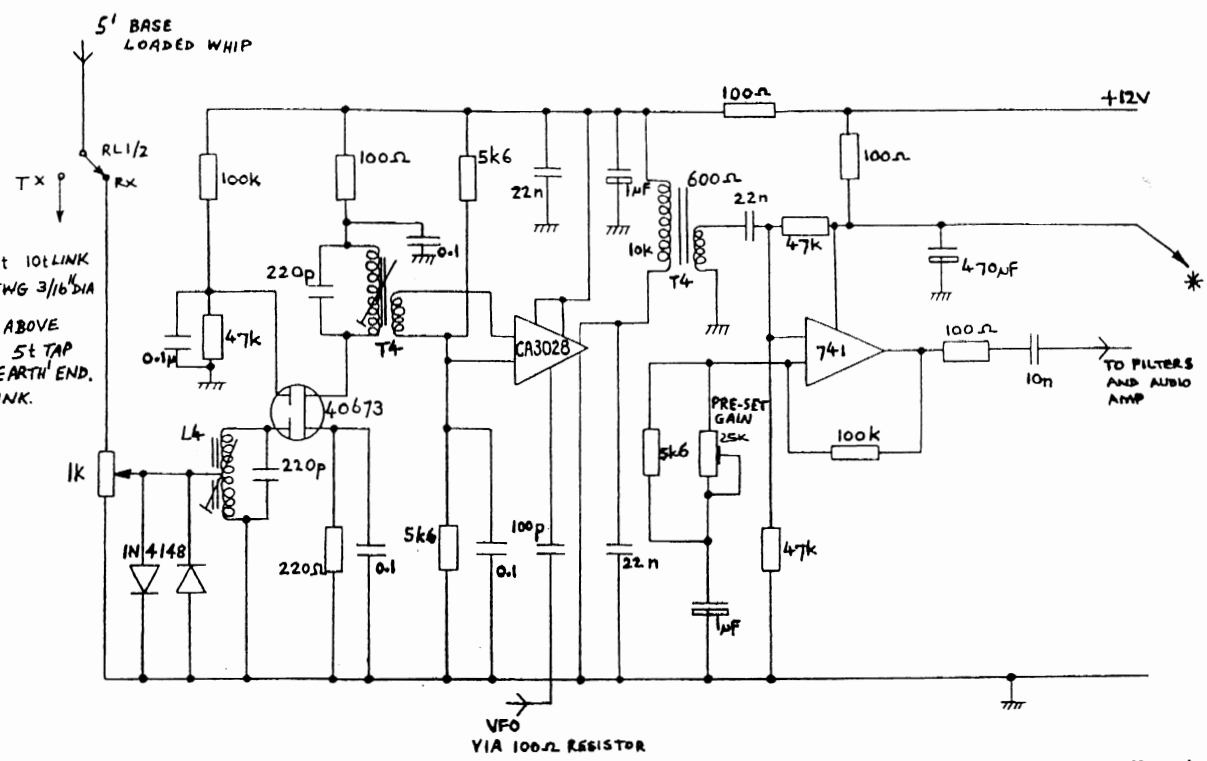 5' BASE
LOADED WHIP
RL1/2
TX
RX
100k
100Ω
5k6
22n
1µF
100Ω
+12V
100Ω
600Ω
22n
10k
T4
47k
470µF
*
t 10t LINK
WG 3/16" DIA
ABOVE
5t TAP
EARTH' END.
INK.
0.1µ
47k
220p
0.1
T4
CA3028
741
100Ω
10n
TO FILTERS
AND AUDIO
AMP
40673
L4
220p
1k
1N4148
220Ω
0.1
5k6
0.1
100p
22n
5k6
PRE-SET
GAIN
25K
100k
47k
1µF
VFO
VIA 100Ω RESISTOR